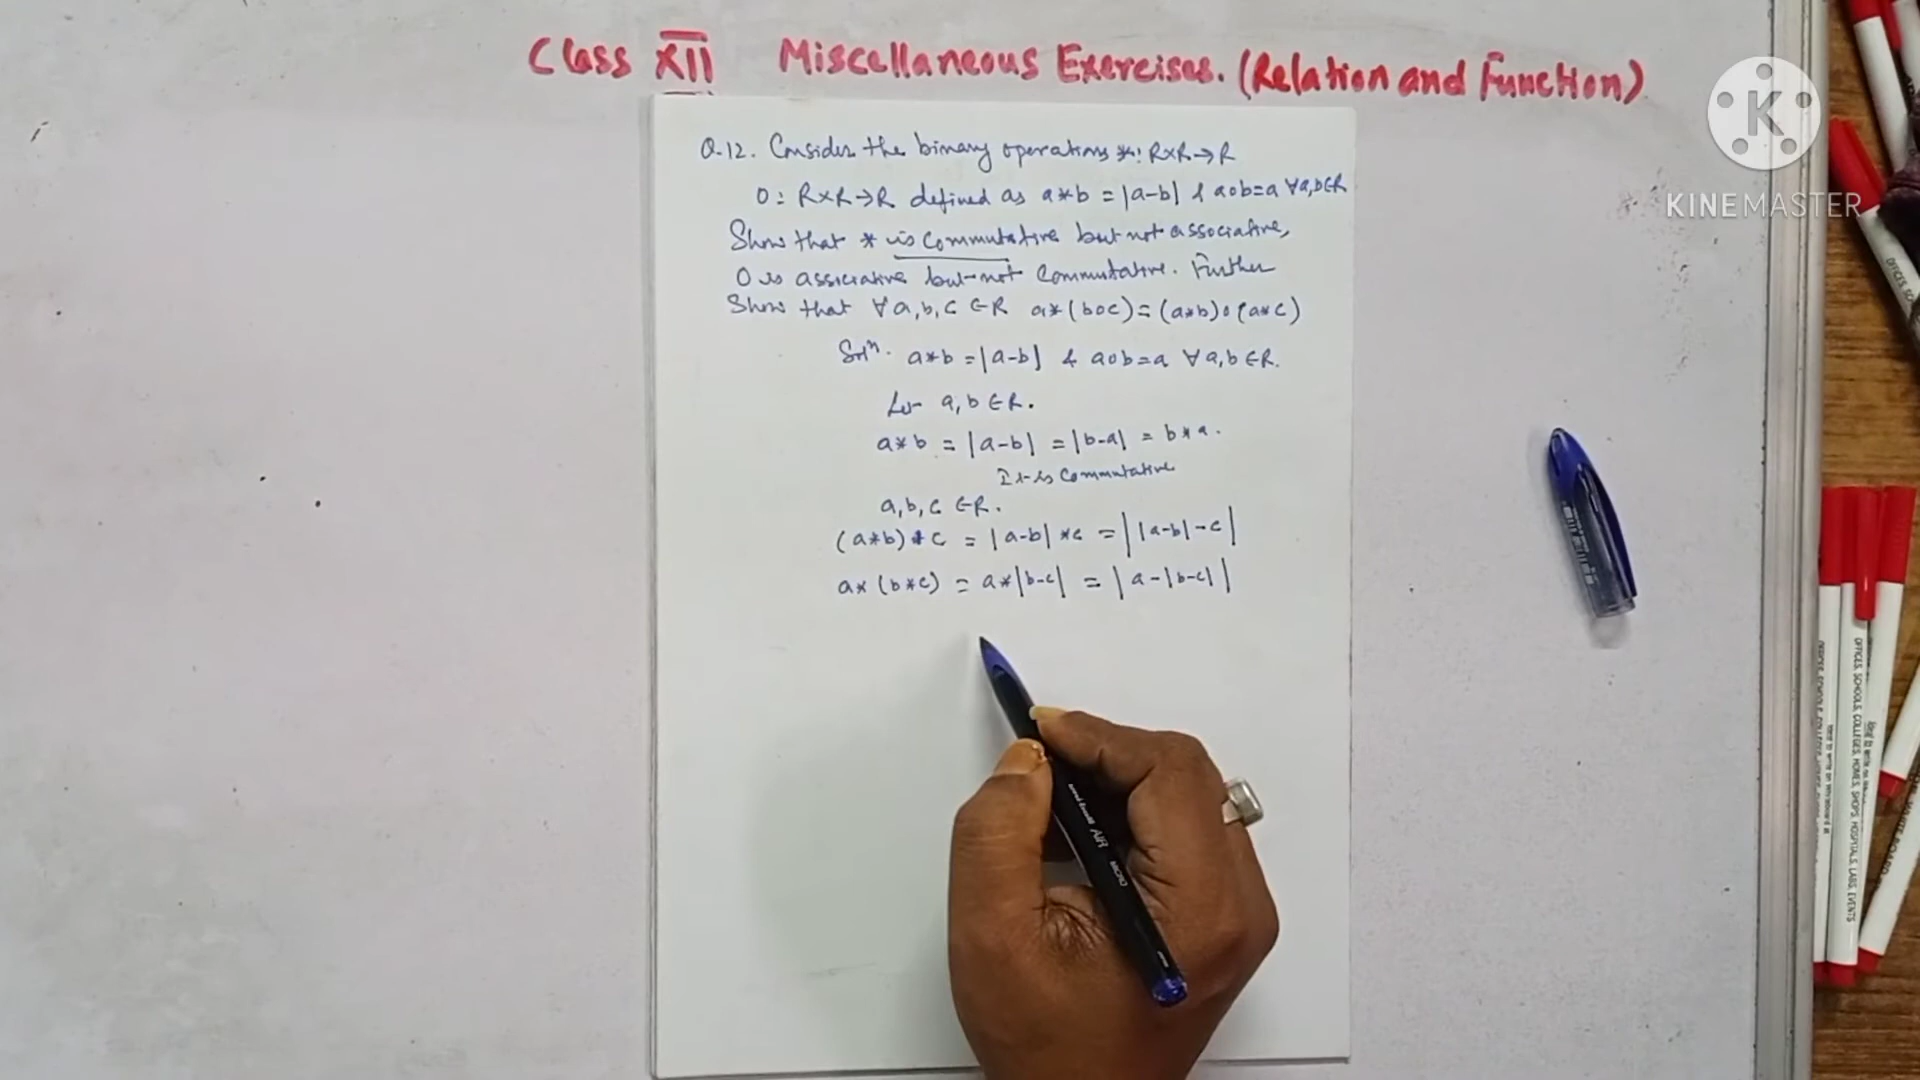 Class XII Miscellaneous Exercises. (Relation and Function)
K
KINEMASTER
Q.12. Consider the binary operations *: R×R→R
O: R×R→R defined as a*b = |a-b| & aob=a ∀a,b∈R
Show that * is commutative but not associative,
O is associative but not commutative. Further
Show that ∀ a,b,c ∈R a*(boc)=(a*b)o(a*c)
Solⁿ. a*b = |a-b| & aob=a ∀ a,b ∈R.
Let a,b ∈R.
a*b = |a-b| = |b-a| = b*a.
It is commutative
a,b,c ∈R.
(a*b)*c = |a-b|*c = ||a-b|-c|
a*(b*c) = a*|b-c| = |a-|b-c||
AIR
MICRO